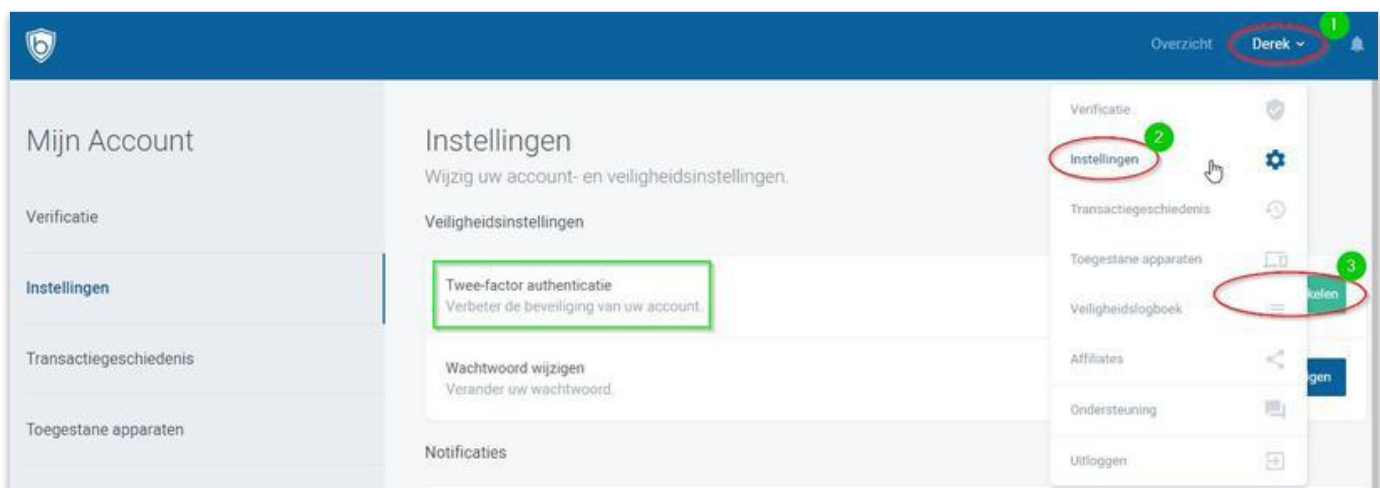 b
Overzicht
Derek
1
Mijn Account
Verificatie
Instellingen
Transactiegeschiedenis
Toegestane apparaten
Instellingen
Wijzig uw account- en veiligheidsinstellingen.
Veiligheidsinstellingen
Twee-factor authenticatie
Verbeter de beveiliging van uw account.
Wachtwoord wijzigen
Verander uw wachtwoord.
Notificaties
Verificatie
2
Instellingen
Transactiegeschiedenis
Toegestane apparaten
3
kelen
Veiligheidslogboek
Affiliates
gen
Ondersteuning
Uitloggen